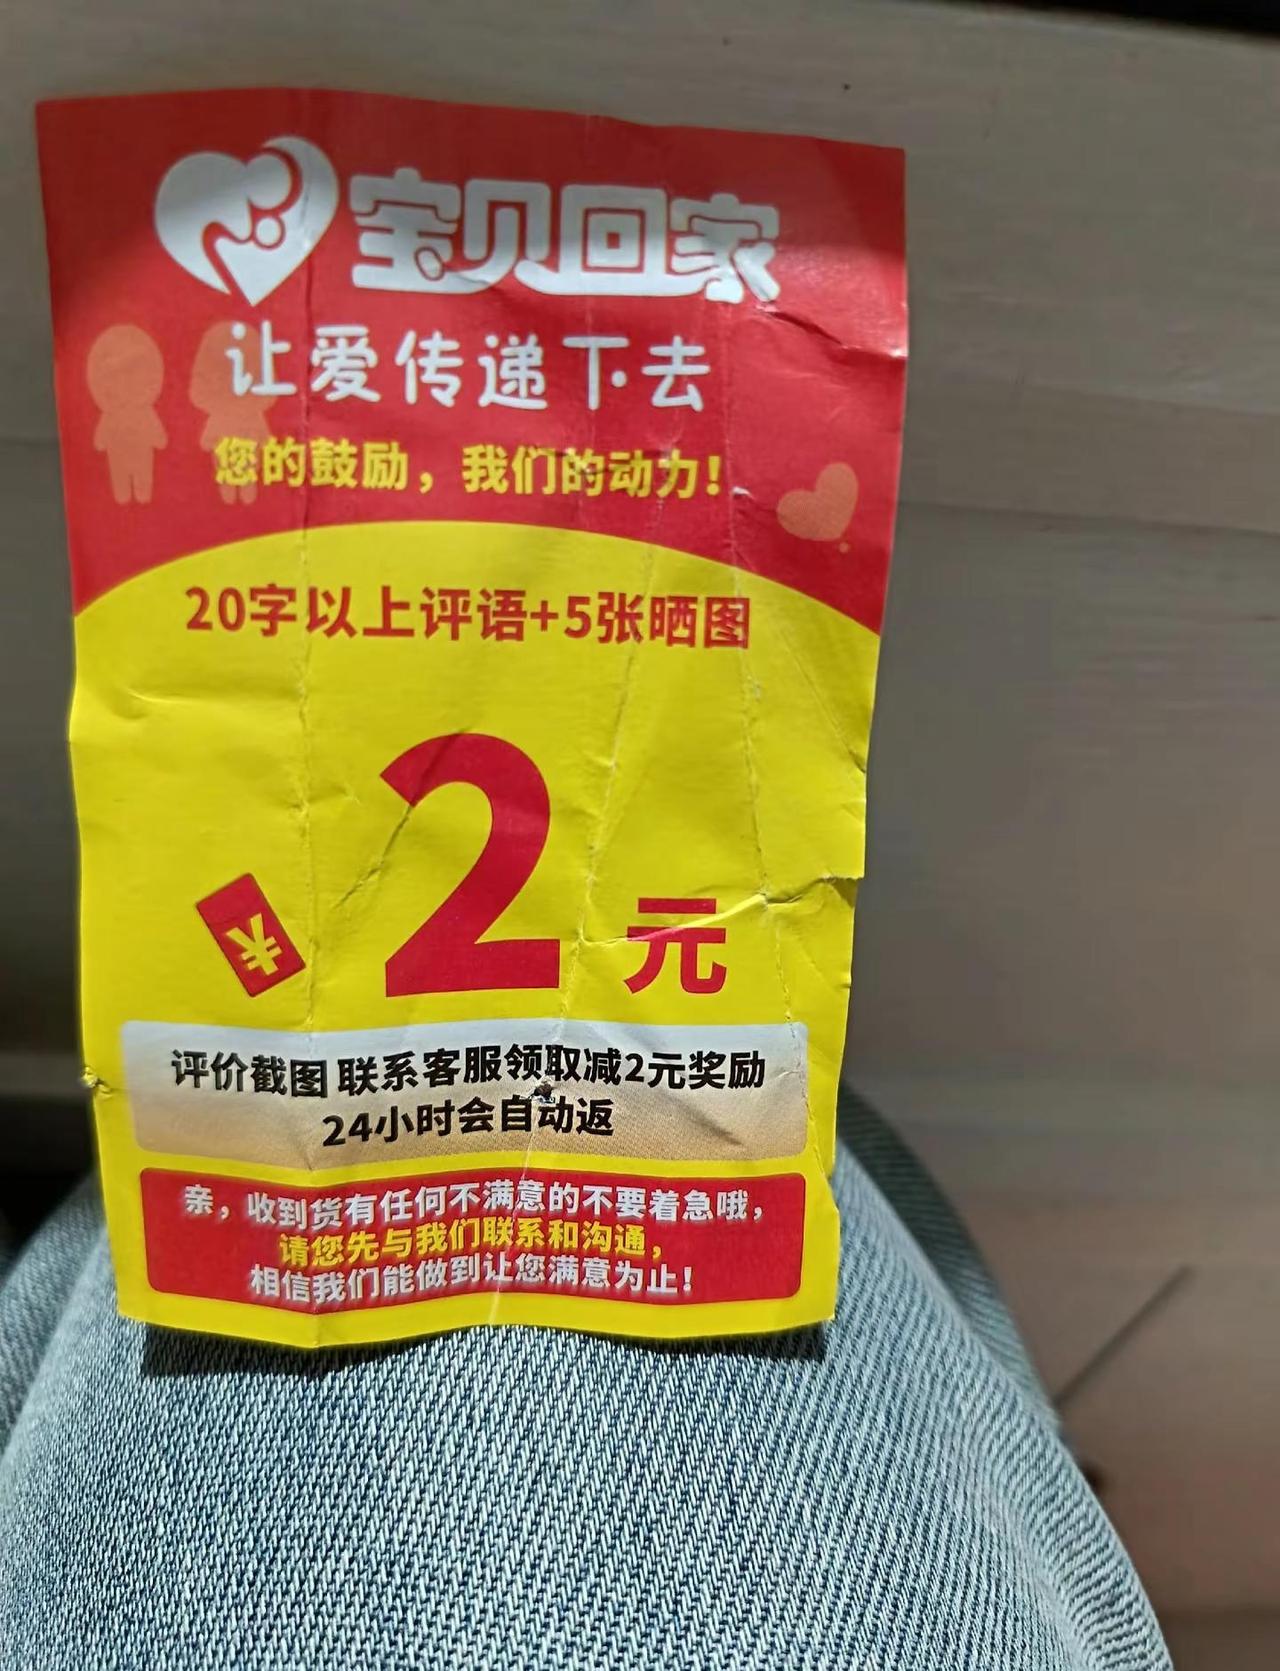 宝贝回家
让爱传递下去
您的鼓励，我们的动力！
20字以上评语+5张晒图
¥
2元
评价截图 联系客服领取减2元奖励
24小时会自动返
亲，收到货有任何不满意的不要着急哦，
请您先与我们联系和沟通，
相信我们能做到让您满意为止！